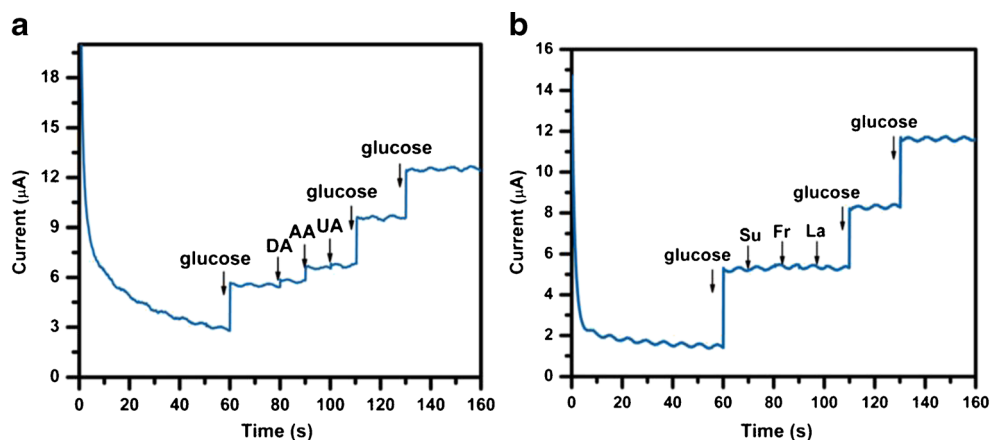 a
Current (µA)
18
15
12
9
6
3
0
glucose
DA
AA
UA
glucose
glucose
0 20 40 60 80 100 120 140 160
Time (s)
b
Current (µA)
16
14
12
10
8
6
4
2
0
glucose
Su
Fr
La
glucose
glucose
0 20 40 60 80 100 120 140 160
Time (s)